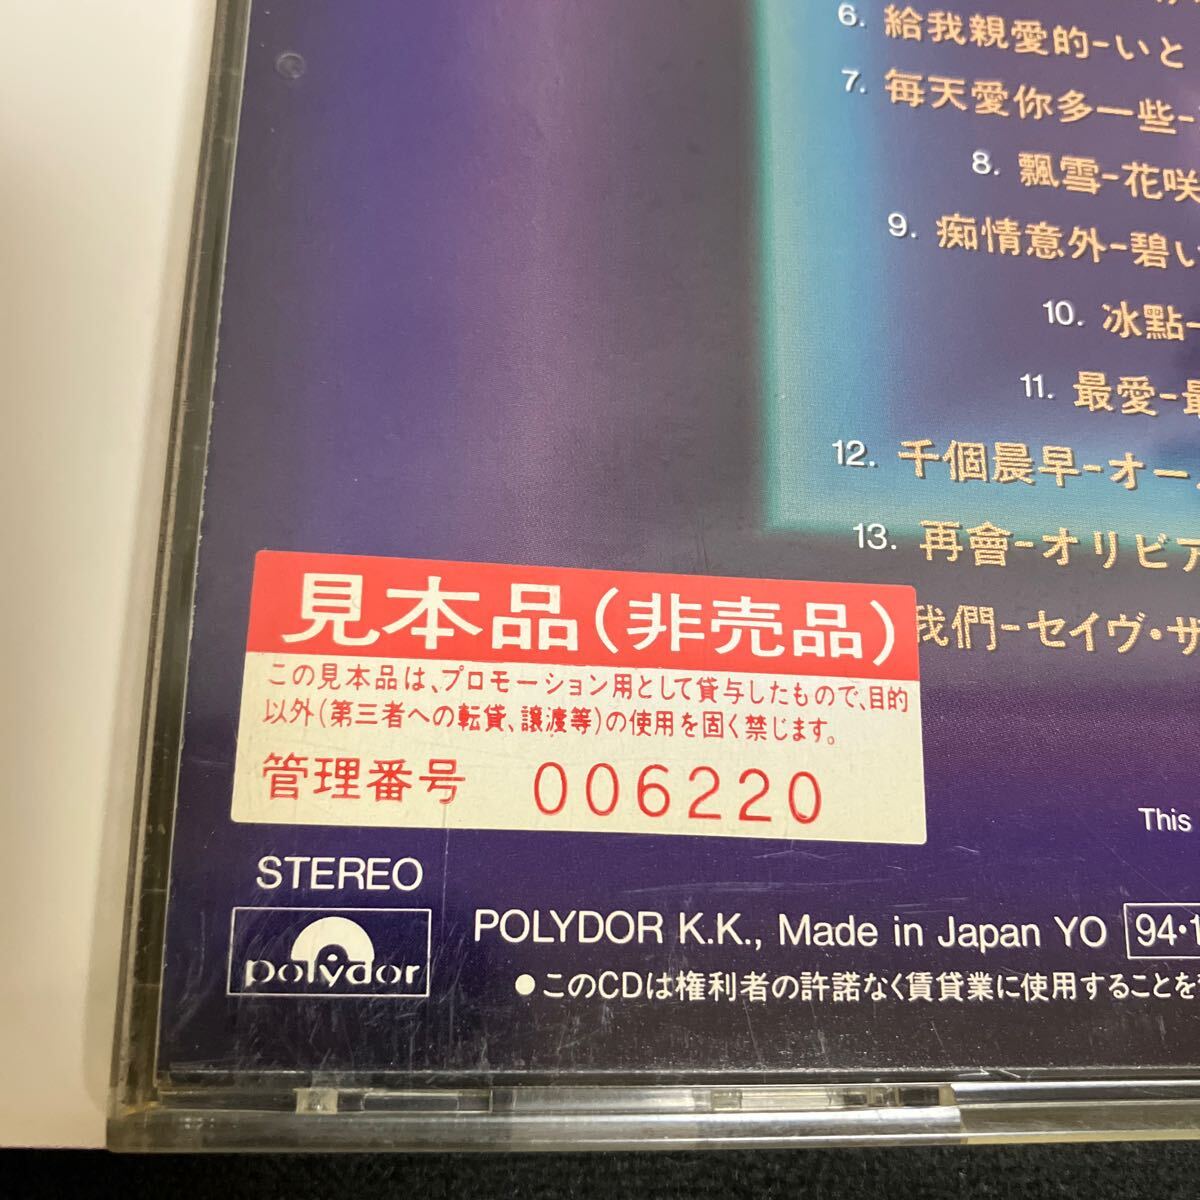 6. 給我親愛的-いと
7. 毎天愛你多一些-
8. 飄雪-花咲
9. 痴情意外-碧い
10. 冰點-
11. 最愛-最
12. 千個晨早-オー
13. 再會-オリビア
我們-セイヴ・ザ
見本品(非売品)
この見本品は、プロモーション用として貸与したもので、目的
以外(第三者への転貸、譲渡等)の使用を固く禁じます。
管理番号 006220
This
STEREO
polydor
POLYDOR K.K., Made in Japan YO 94・1
●このCDは権利者の許諾なく賃貸業に使用することを